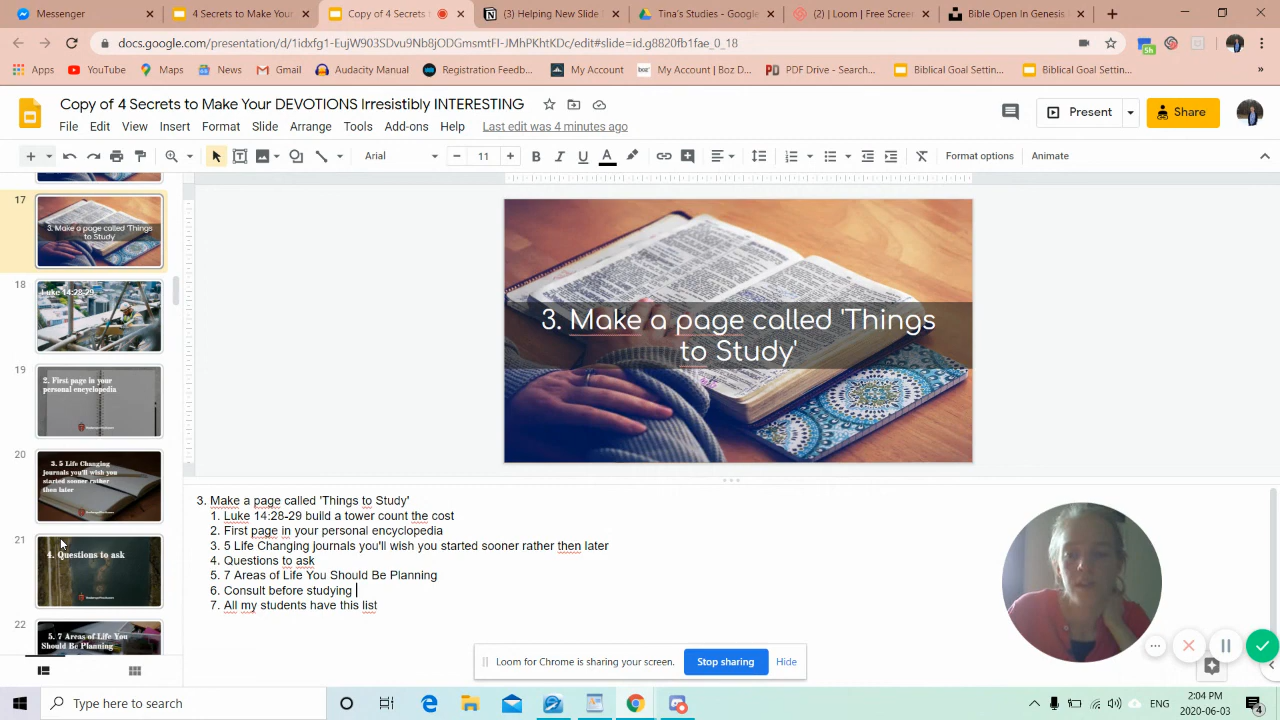 Messenger
4 Secrets to
Copy of 4 Secrets
(3) Notion
Tina's Studies - Google
(2) | Loom | Screen
Bible Open In Genesis
docs.google.com/presentation/d/1idxfg1-EujW903SDvu9Nb8jODGmsmtFI-JMhPKhtKDc/edit#slide=id.g8820fb1fae_0_18
5h
Apps
YouTube
Maps
News
Gmail
Audacity Manual
Registration Feedb...
My Account
My Account | Boz D...
PDF Drive - Search...
Biblical Goal Settin...
Biblical Goal Settin...
»
Copy of 4 Secrets to Make Your DEVOTIONS Irresistibly INTERESTING
File Edit View Insert Format Slide Arrange Tools Add-ons Help Last edit was 4 minutes ago
Present
Share
Arial
11
B I U A
Format options
Animate
17
3. Make a page called 'Things
to Study'
18
Luke 14:28-29
19
2. First page in your
personal encyclopedia
20
3. 5 Life Changing
journals you'll wish you
started sooner rather
then later
21
4. Questions to ask
22
5. 7 Areas of Life You
Should Be Planning
3. Make a page called 'Things
to Study'
3. Make a page called 'Things to Study'
1. Luke 14:28-29 build a tower count the cost
2. First page in your personal encyclopedia
3. 5 Life Changing journals you'll wish you started sooner rather then later
4. Questions to ask
5. 7 Areas of Life You Should Be Planning
6. Consult before studying
7. All my students have this list
Loom for Chrome is sharing your screen.
Stop sharing
Hide
Type here to search
ENG
2:04 PM
2020-06-03
4